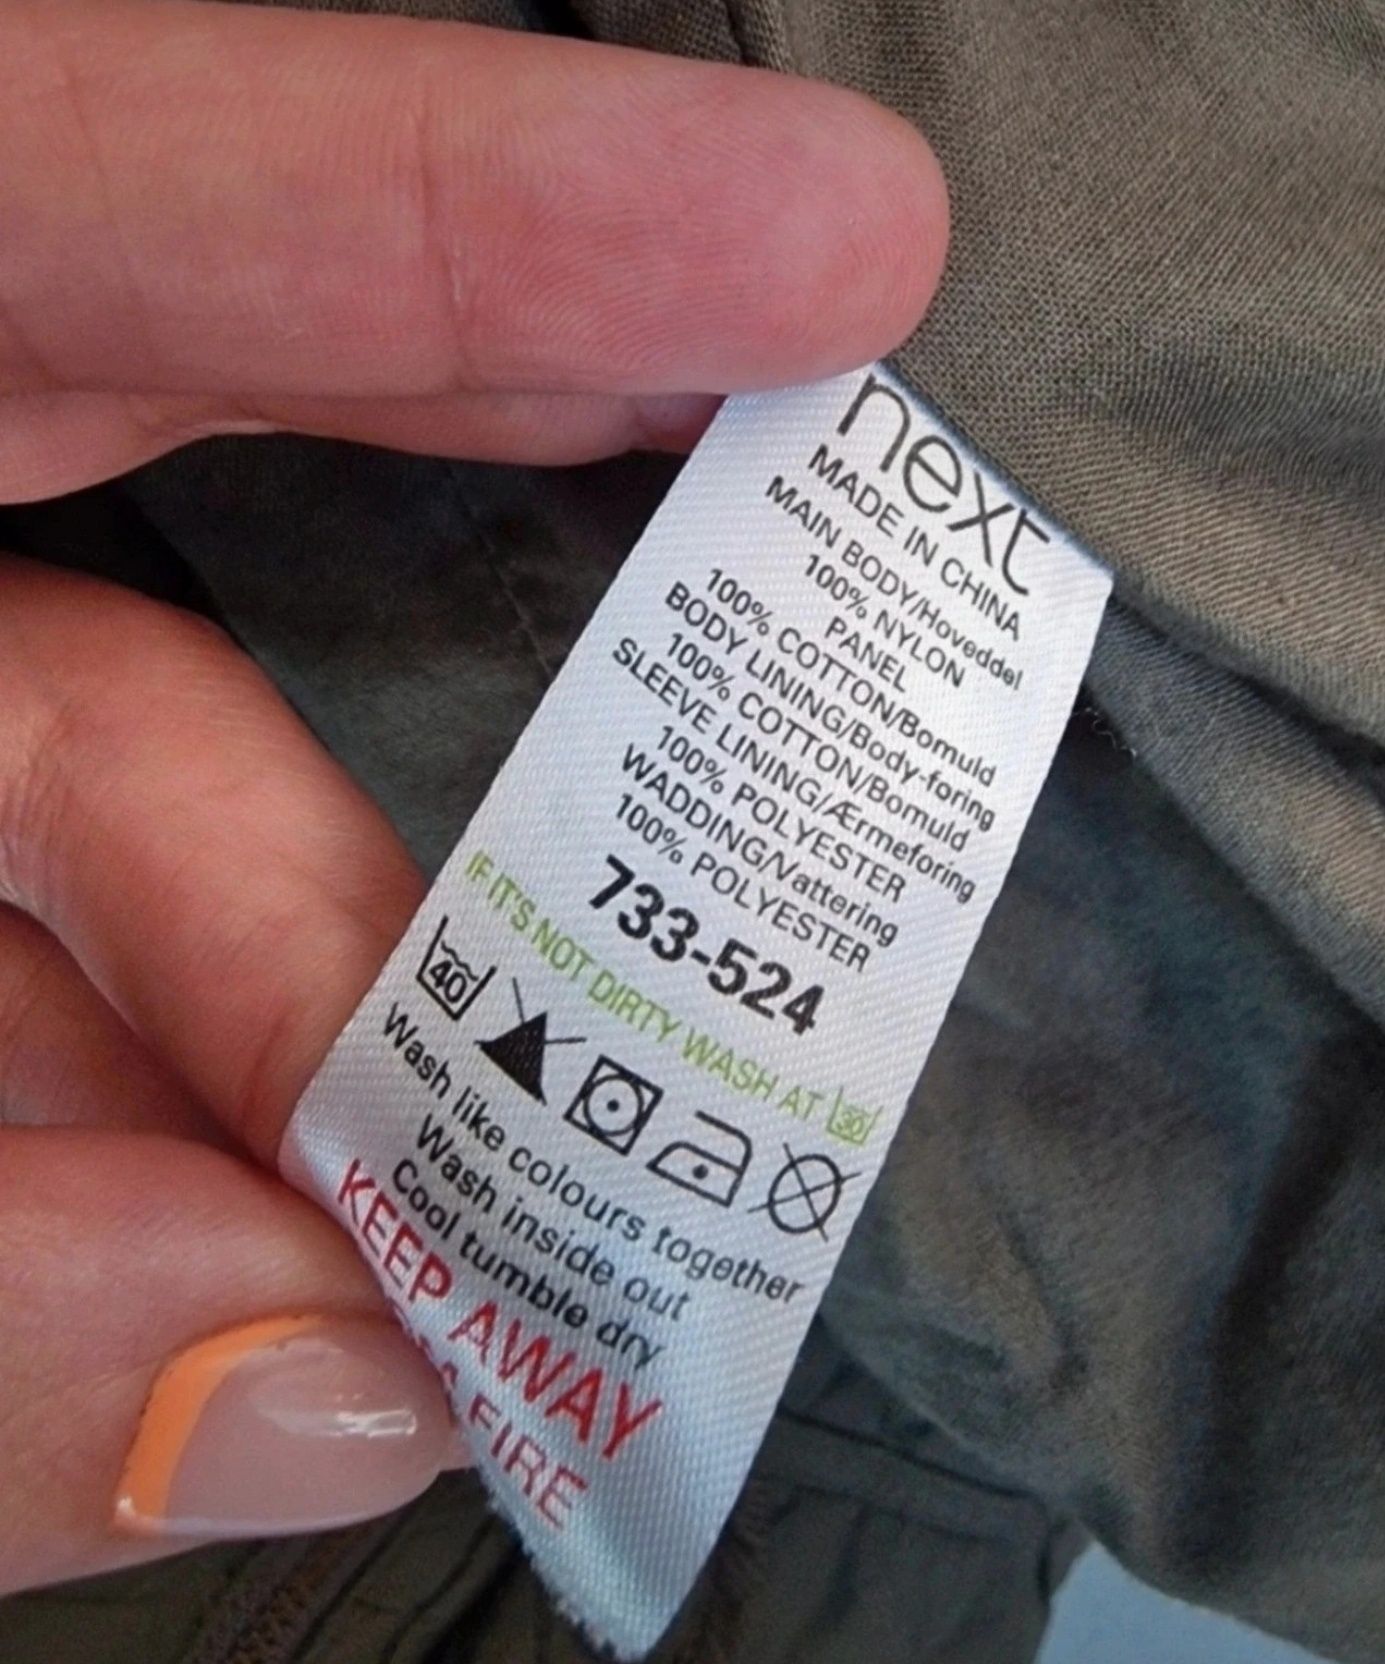 next
MADE IN CHINA
MAIN BODY/Hoveddel
100% NYLON
PANEL
100% COTTON/Bomuld
BODY LINING/Body-foring
100% COTTON/Bomuld
SLEEVE LINING/Ærmeforing
100% POLYESTER
WADDING/Vattering
100% POLYESTER
733-524
IF IT'S NOT DIRTY WASH AT 30
40
Wash like colours together
Wash inside out
Cool tumble dry
KEEP AWAY
FIRE